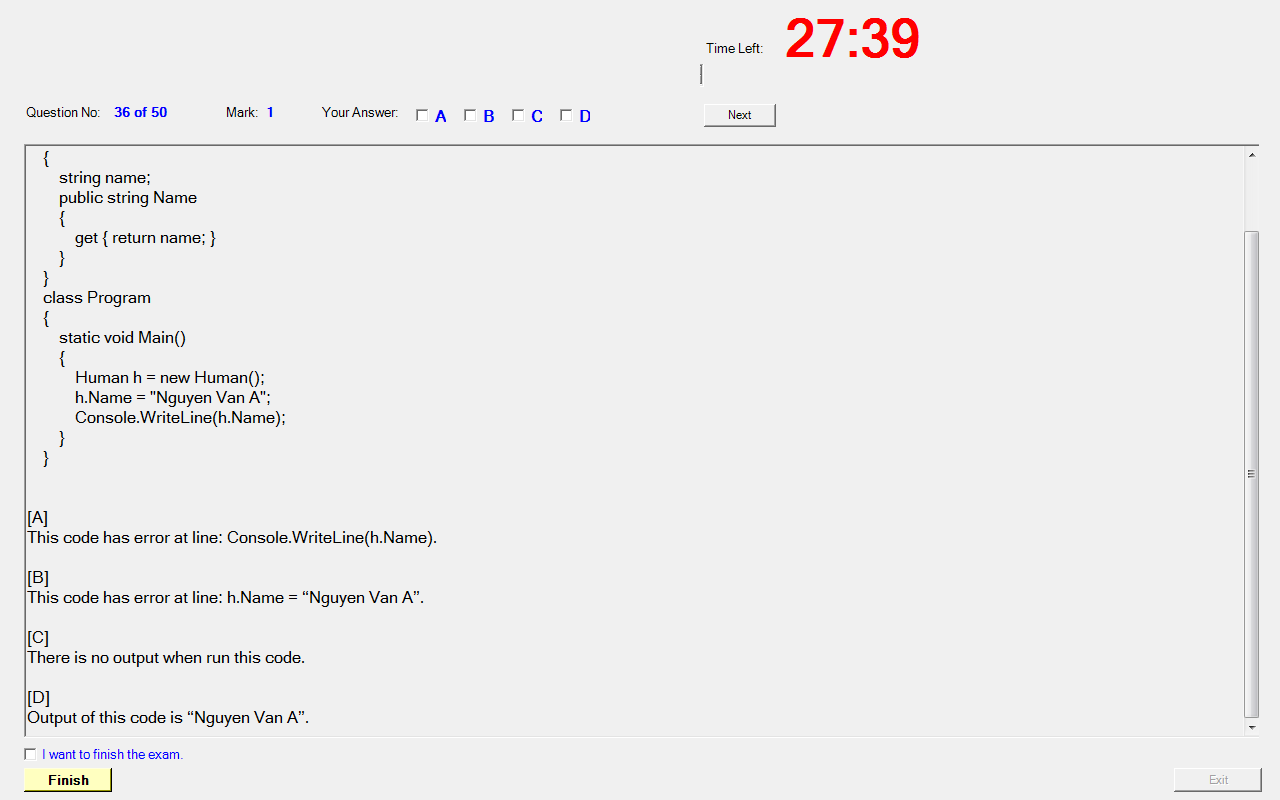 Time Left: 27:39
Question No: 36 of 50 Mark: 1 Your Answer: A B C D Next
{
string name;
public string Name
{
get { return name; }
}
}
class Program
{
static void Main()
{
Human h = new Human();
h.Name = "Nguyen Van A";
Console.WriteLine(h.Name);
}
}
[A]
This code has error at line: Console.WriteLine(h.Name).
[B]
This code has error at line: h.Name = “Nguyen Van A”.
[C]
There is no output when run this code.
[D]
Output of this code is “Nguyen Van A”.
I want to finish the exam.
Finish Exit